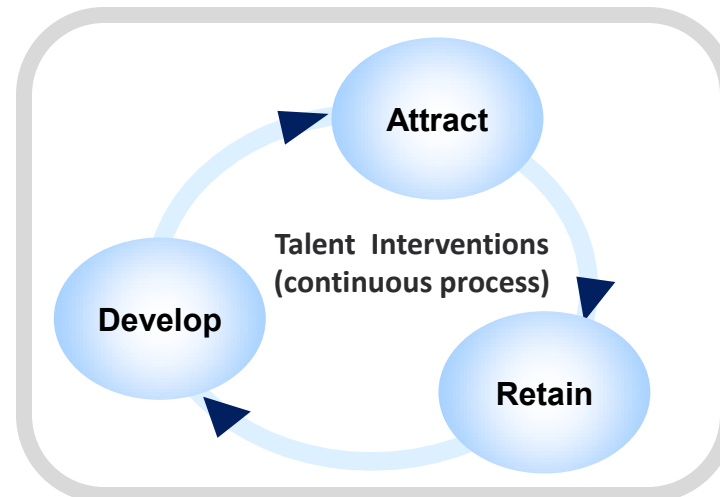 Attract
Talent Interventions
(continuous process)
Develop
Retain